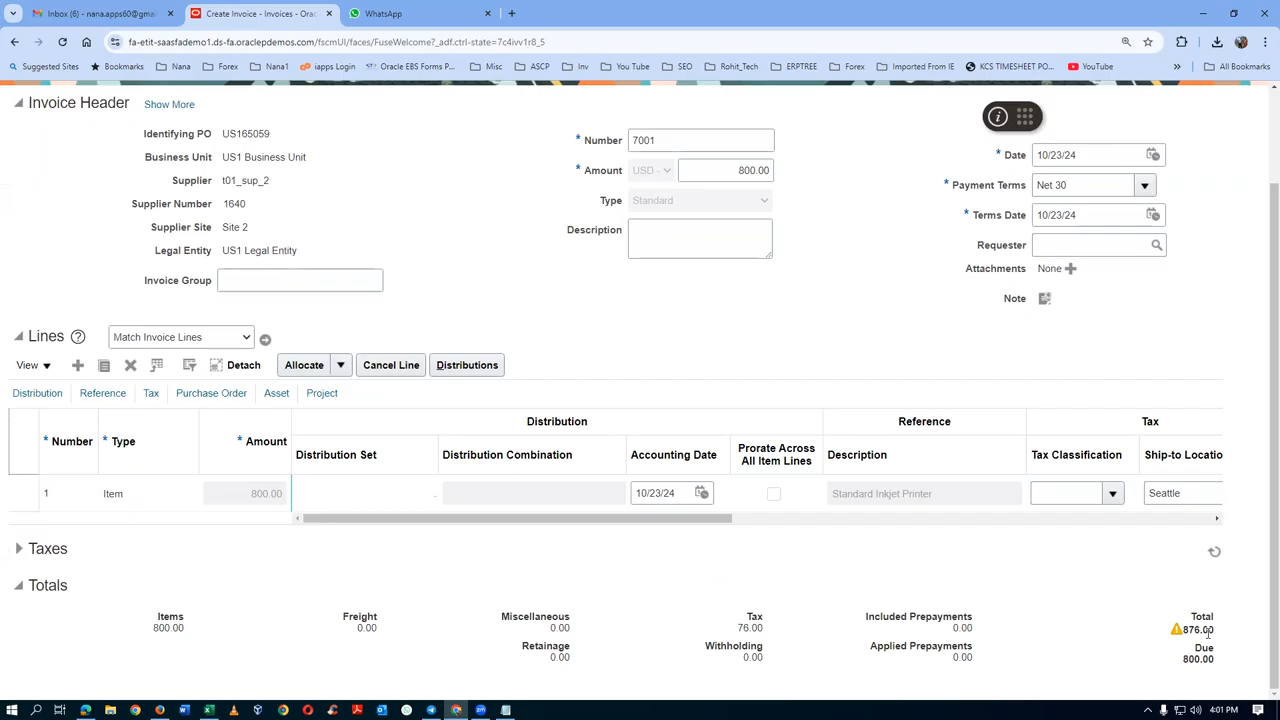 (1) Inbox - nana.apps60@gmail
Create Invoice - Invoices - Orac
WhatsApp
fa-etit-saasfademo1.ds-fa.oraclepdemos.com/fscmUI/faces/FuseWelcome?_adf.ctrl-state=7c4ivv1r8_5
Suggested Sites Bookmarks Nana Forex Nana1 iapps Login Oracle EBS Forms P... Misc ASCP Inv You Tube SEO Rohit_Tech ERPTREE Forex Imported From IE KCS TIMESHEET PO... YouTube » All Bookmarks
Invoice Header Show More
Identifying PO US165059
Business Unit US1 Business Unit
Supplier t01_sup_2
Supplier Number 1640
Supplier Site Site 2
Legal Entity US1 Legal Entity
Invoice Group
* Number 7001
* Amount USD - 800.00
Type Standard
Description
* Date 10/23/24
* Payment Terms Net 30
* Terms Date 10/23/24
Requester
Attachments None
Note
Lines Match Invoice Lines
View Detach Allocate Cancel Line Distributions
Distribution Reference Tax Purchase Order Asset Project
* Number * Type * Amount Distribution Reference Tax
Distribution Set Distribution Combination Accounting Date Prorate Across All Item Lines Description Tax Classification Ship-to Locatio
1 Item 800.00 . 10/23/24 Standard Inkjet Printer Seattle
Taxes
Totals
Items Freight Miscellaneous Tax Included Prepayments Total
800.00 0.00 0.00 76.00 0.00 876.00
Retainage Withholding Applied Prepayments Due
0.00 0.00 0.00 800.00
4:01 PM